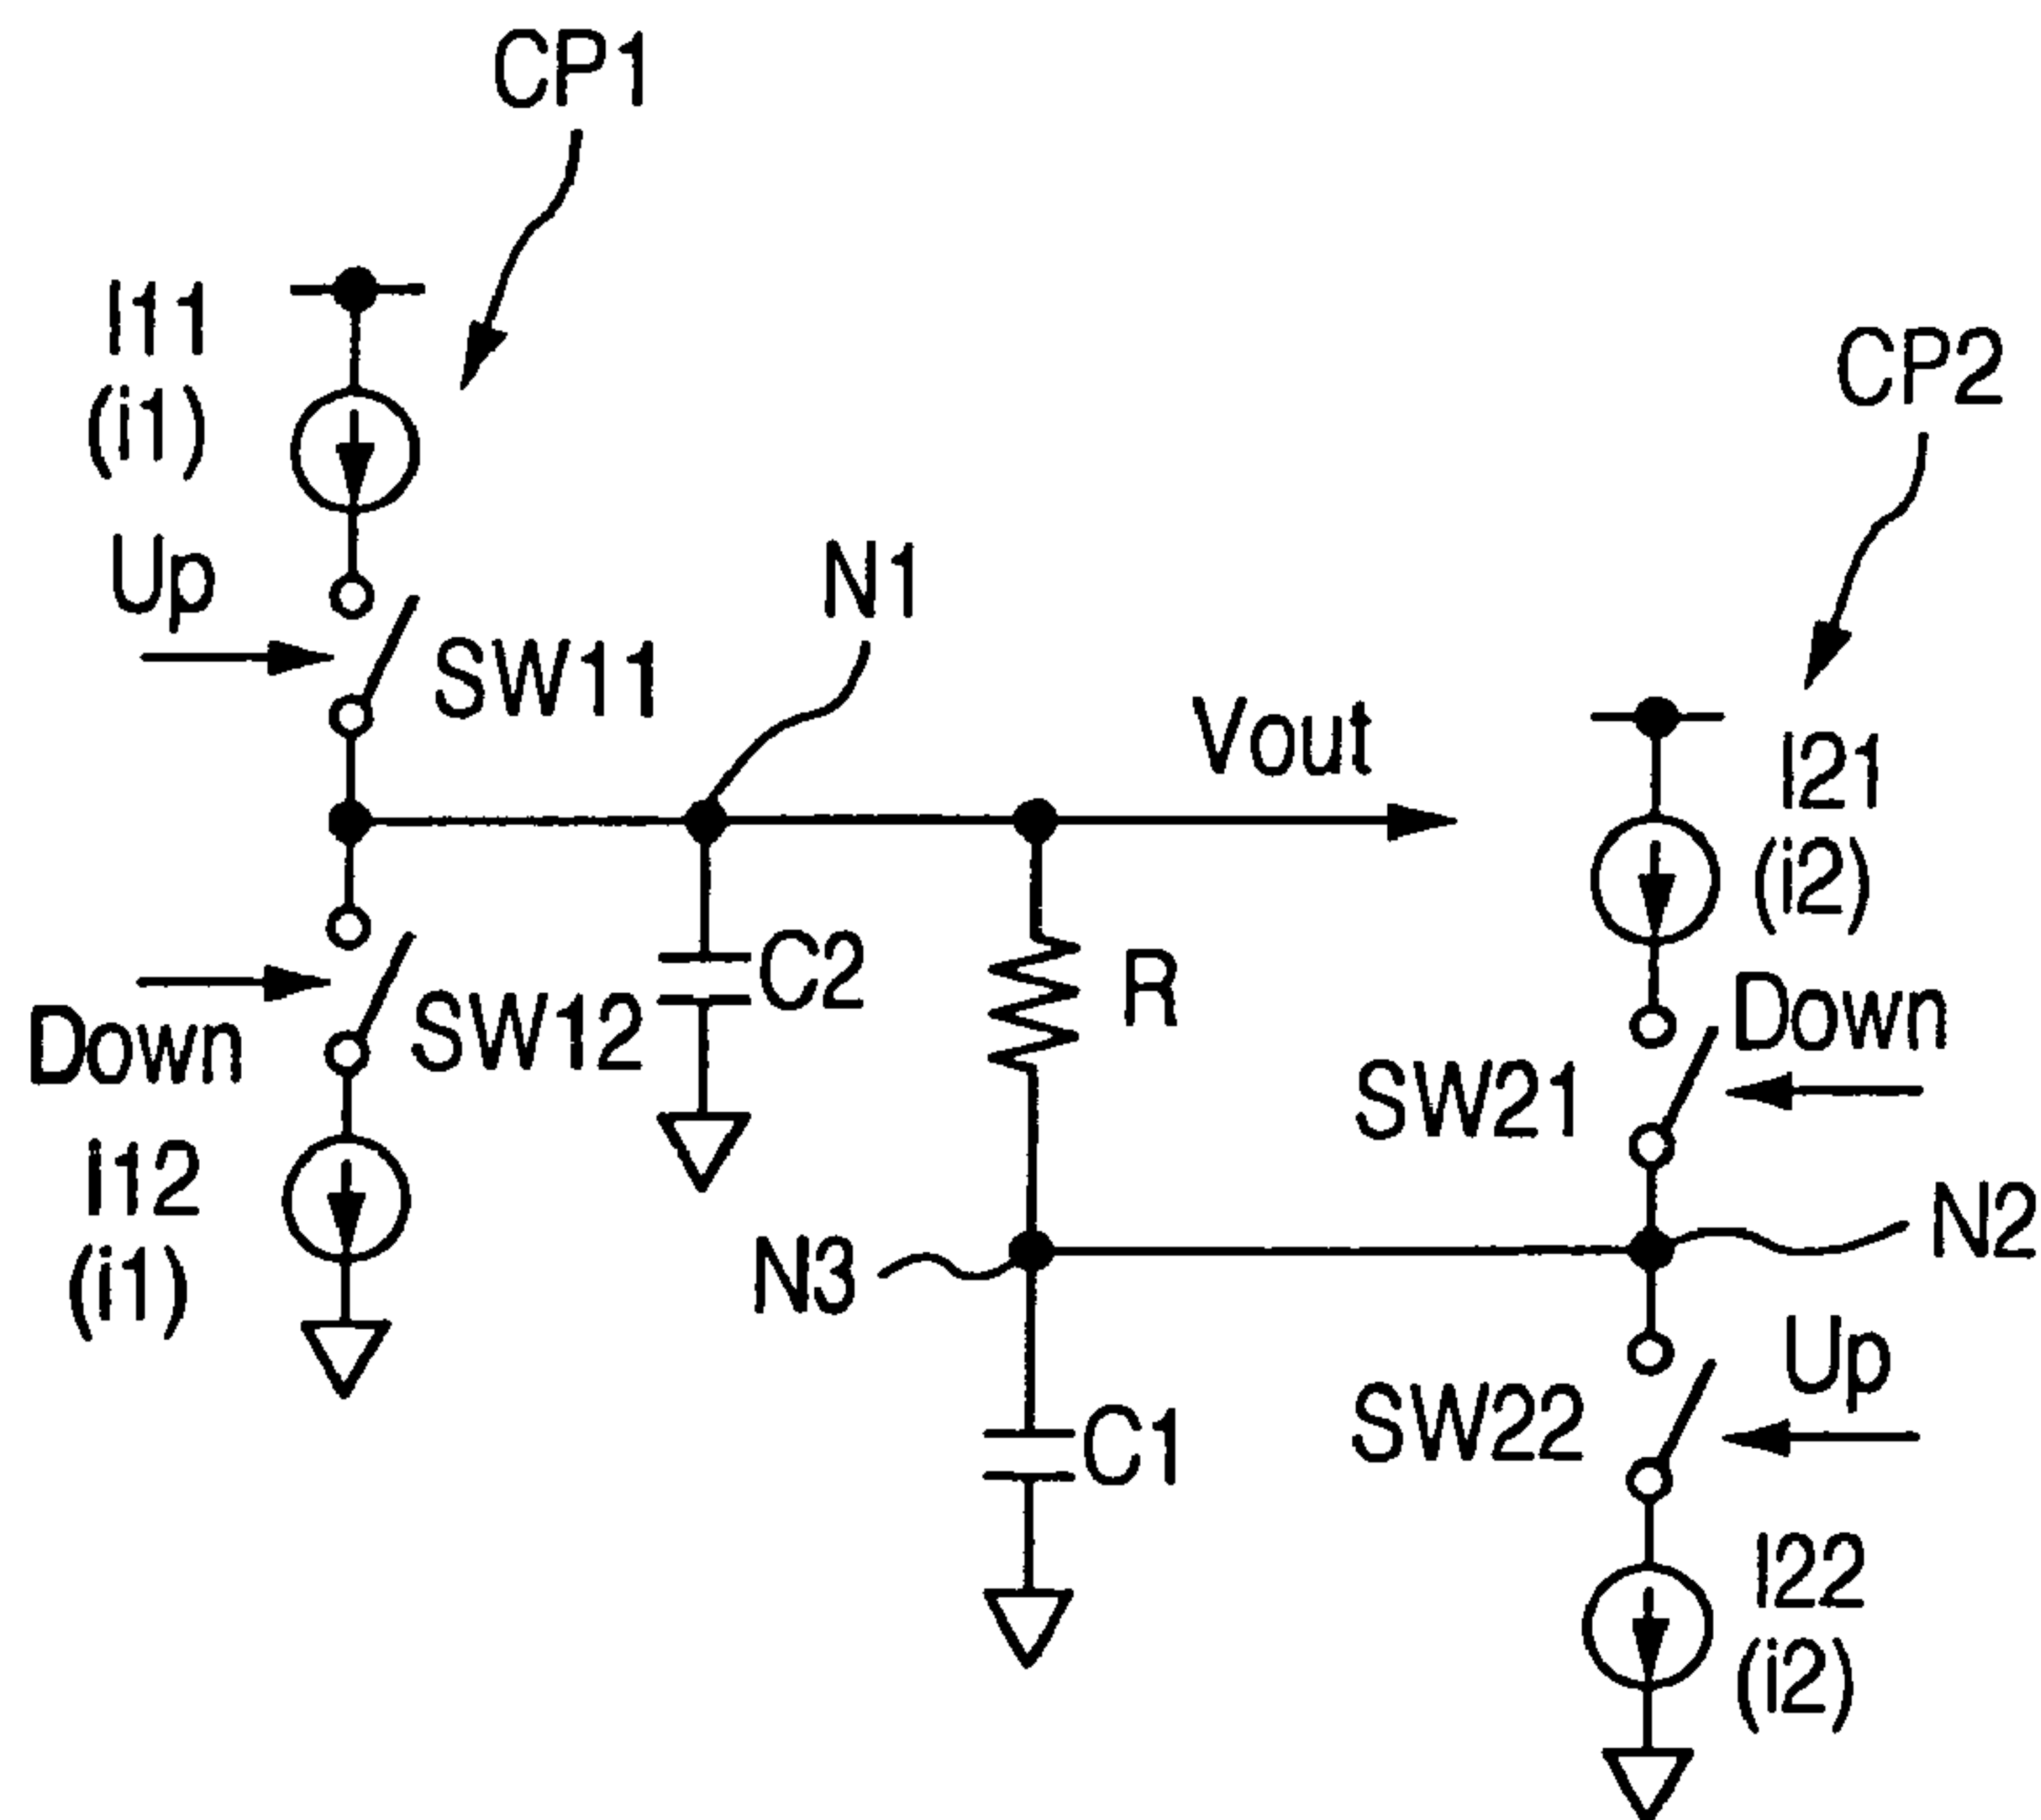 CP1
I11
(i1)
CP2
Up
N1
SW11
Vout
I21
(i2)
C2
R
Down
Down
SW12
SW21
I12
(i1)
N2
N3
Up
SW22
C1
I22
(i2)